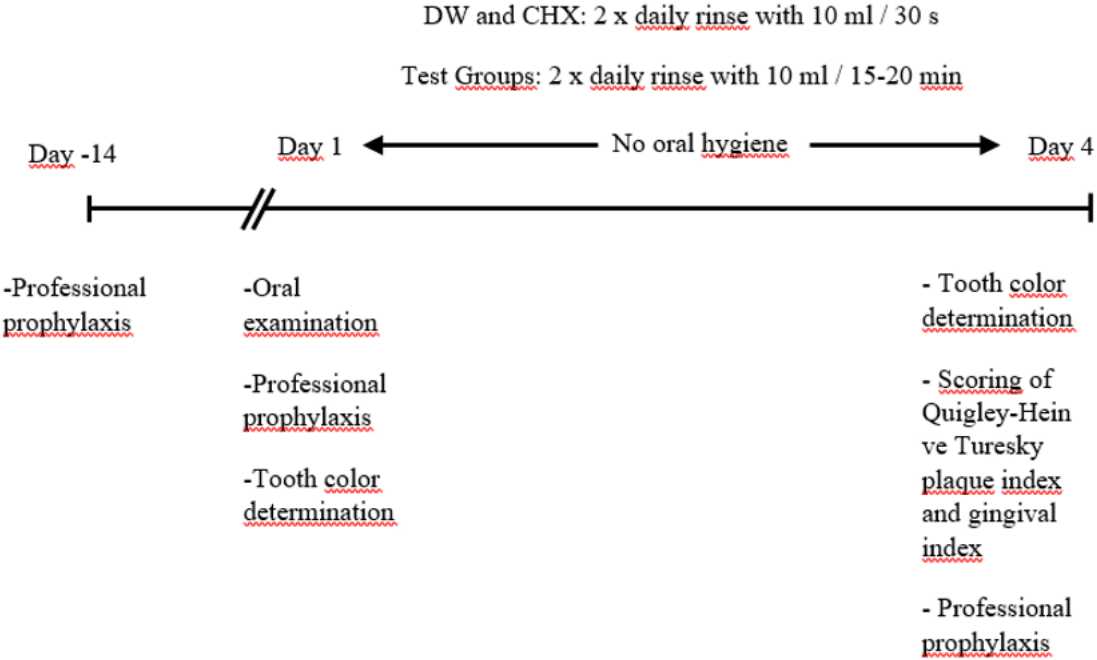 DW and CHX: 2 x daily rinse with 10 ml / 30 s
Test Groups: 2 x daily rinse with 10 ml / 15-20 min
Day -14
Day 1
No oral hygiene
Day 4
-Professional
prophylaxis
-Oral
examination
-Professional
prophylaxis
-Tooth color
determination
- Tooth color
determination
- Scoring of
Quigley-Hein
ve Turesky
plaque index
and gingival
index
- Professional
prophylaxis